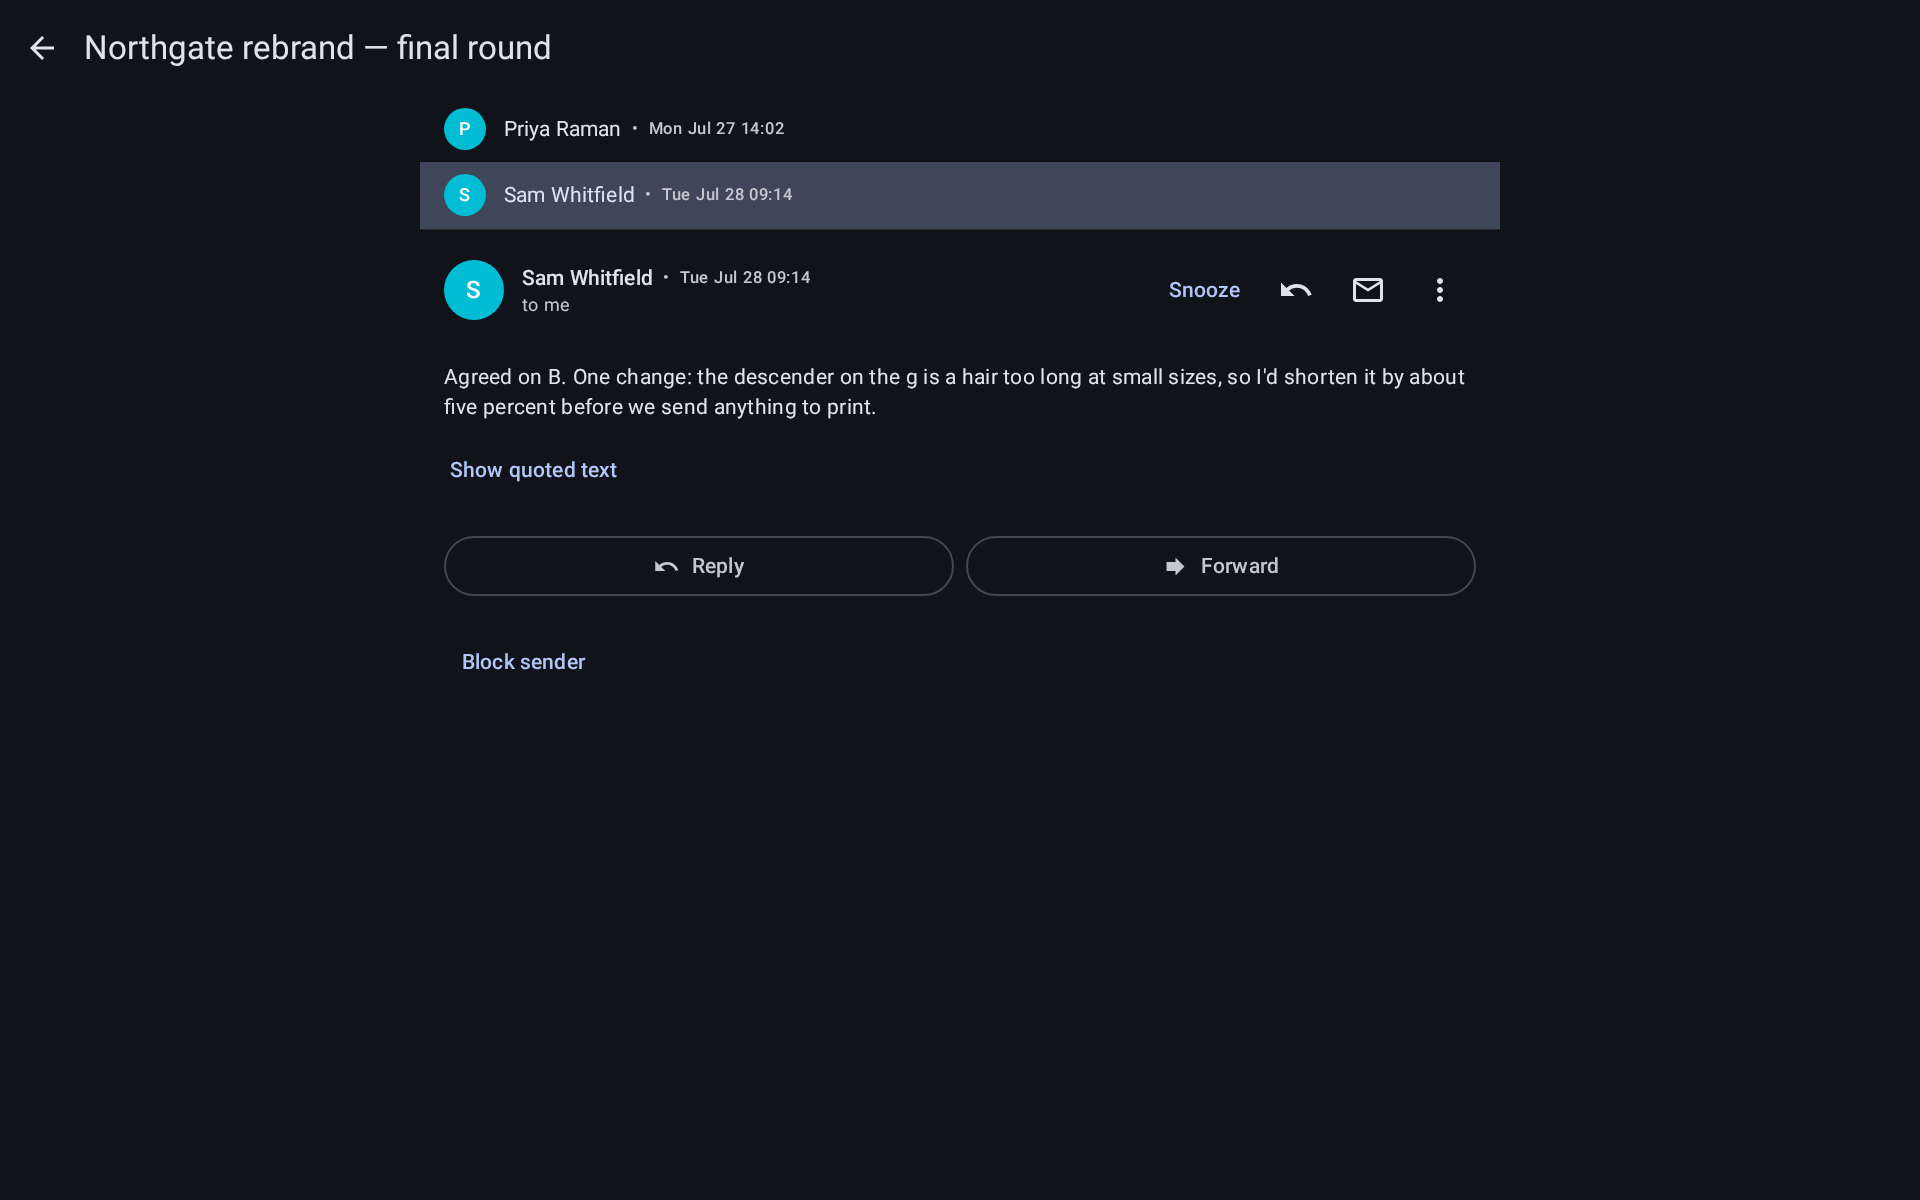 Northgate rebrand — final round
P Priya Raman • Mon Jul 27 14:02
S Sam Whitfield • Tue Jul 28 09:14
S Sam Whitfield • Tue Jul 28 09:14
to me
Snooze
Agreed on B. One change: the descender on the g is a hair too long at small sizes, so I'd shorten it by about
five percent before we send anything to print.
Show quoted text
Reply
Forward
Block sender